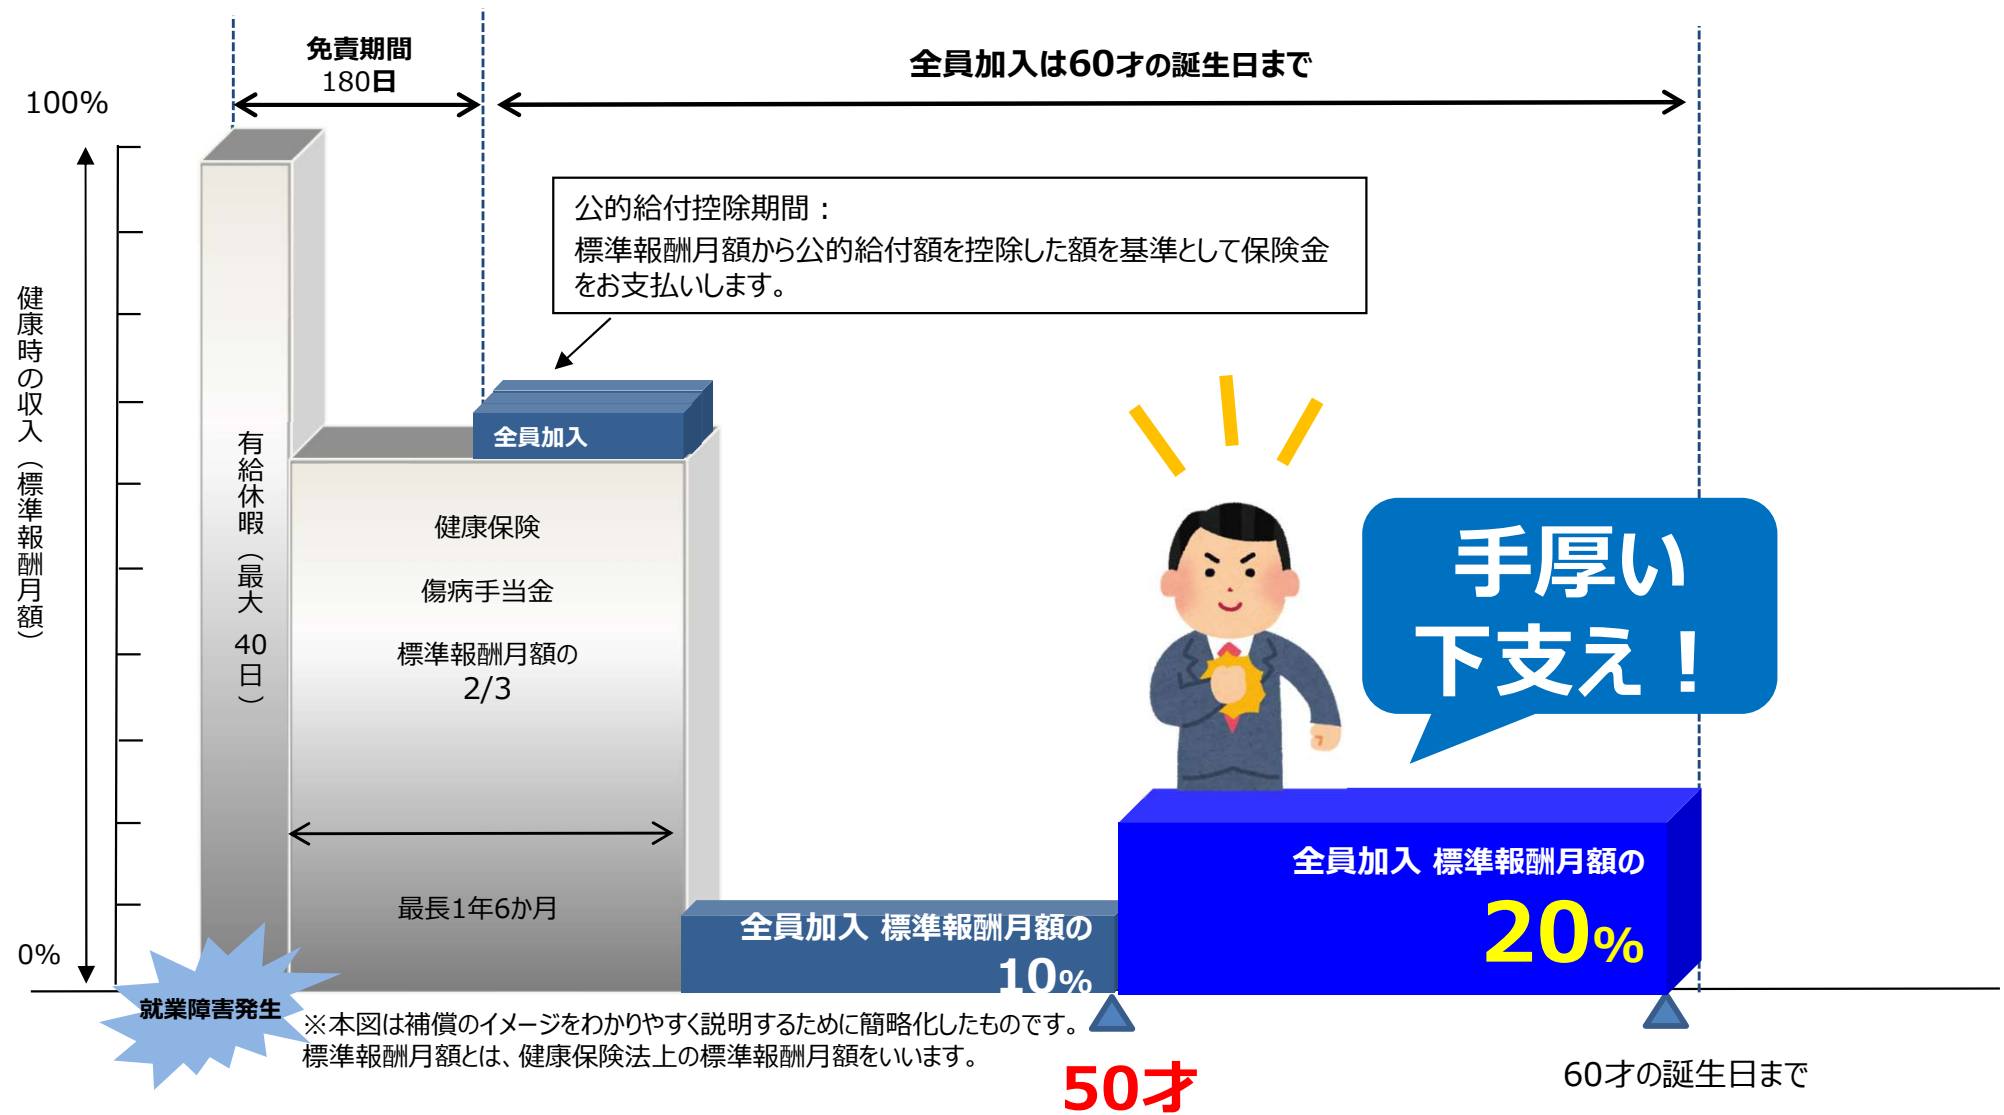 免責期間
180日
全員加入は60才の誕生日まで
100%
公的給付控除期間：
標準報酬月額から公的給付額を控除した額を基準として保険金
をお支払いします。
健康時の収入（標準報酬月額）
全員加入
有給休暇（最大40日）
健康保険
傷病手当金
標準報酬月額の
2/3
最長1年6か月
手厚い
下支え！
全員加入 標準報酬月額の
20%
全員加入 標準報酬月額の
10%
0%
就業障害発生
※本図は補償のイメージをわかりやすく説明するために簡略化したものです。
標準報酬月額とは、健康保険法上の標準報酬月額をいいます。
50才
60才の誕生日まで